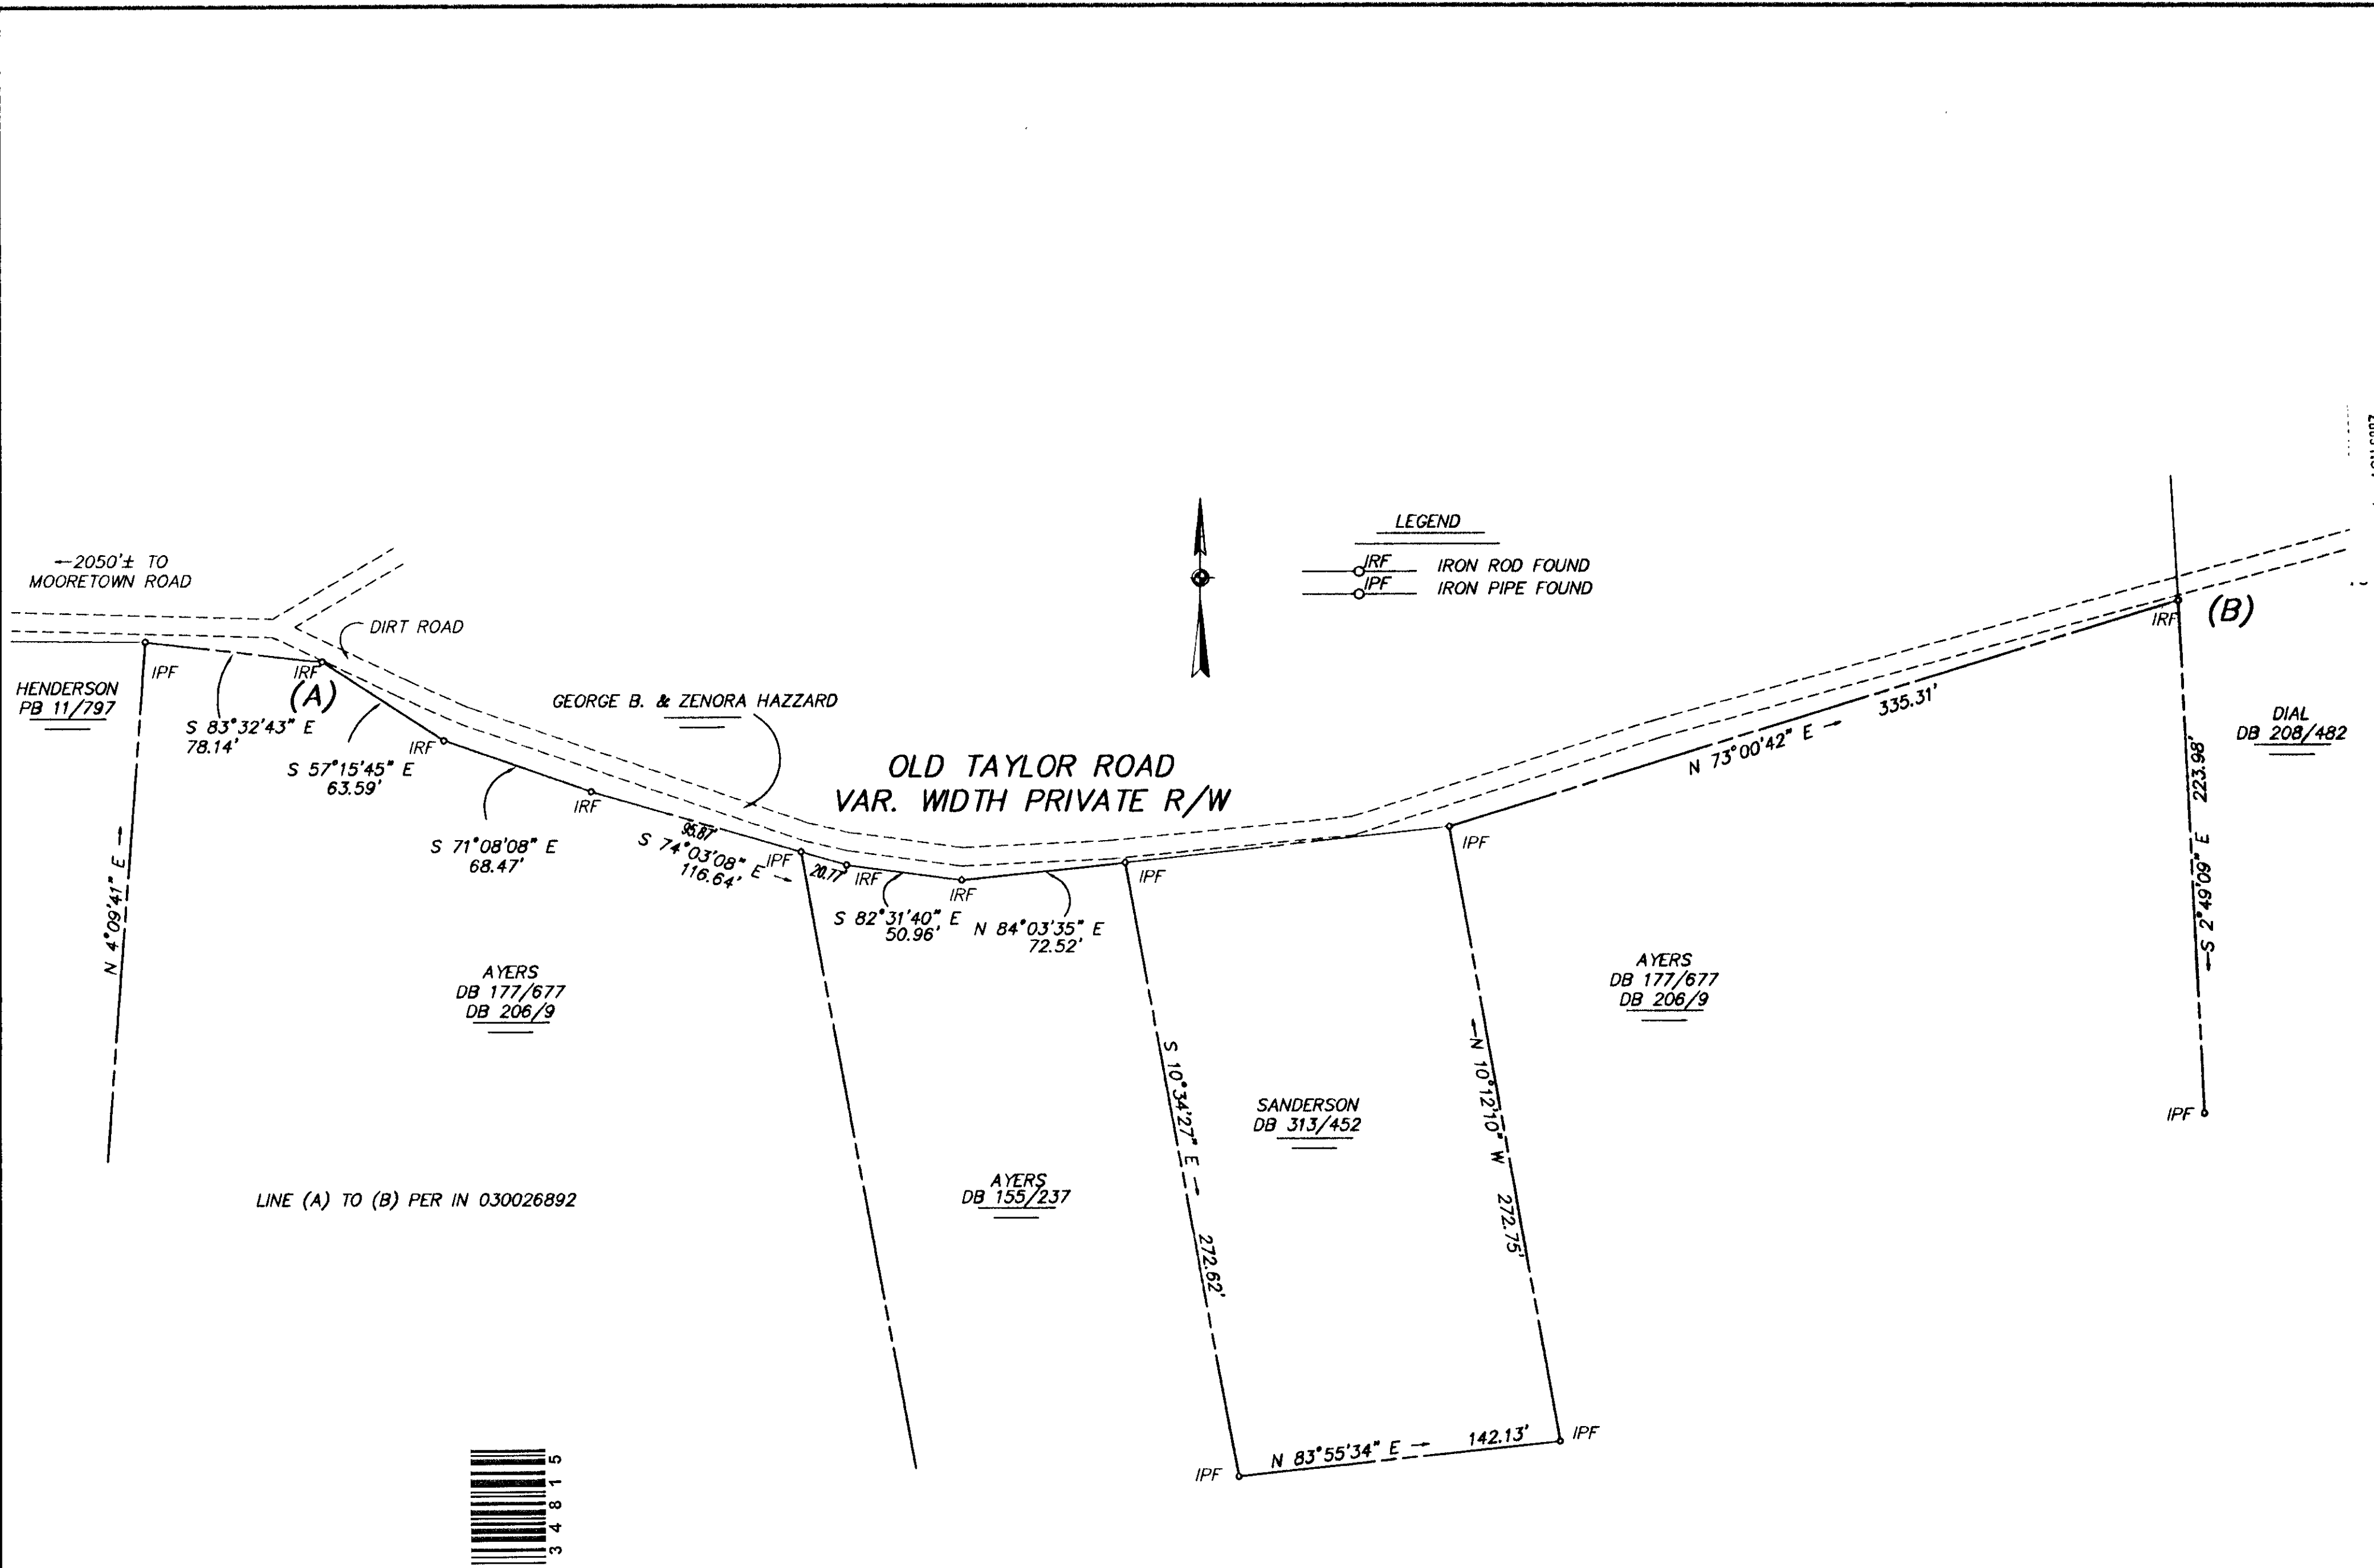 ←2050'± TO
MOORETOWN ROAD
LEGEND
IRF IRON ROD FOUND
IPF IRON PIPE FOUND
DIRT ROAD
IPF
IRF
(A)
HENDERSON
PB 11/797
S 83°32'43" E
78.14'
S 57°15'45" E
63.59'
IRF
GEORGE B. & ZENORA HAZZARD
OLD TAYLOR ROAD
VAR. WIDTH PRIVATE R/W
IRF
S 71°08'08" E
68.47'
95.87'
S 74°03'08" E →
116.64'
IPF
20.77'
IRF
S 82°31'40" E
50.96'
IRF
N 84°03'35" E
72.52'
IPF
IPF
N 73°00'42" E →
335.31'
IRF
(B)
DIAL
DB 208/482
←S 2°49'09" E 223.98'
IPF
N 4°09'41" E →
AYERS
DB 177/677
DB 206/9
AYERS
DB 155/237
S 10°34'27" E → 272.62'
SANDERSON
DB 313/452
←N 10°12'10" W 272.75'
AYERS
DB 177/677
DB 206/9
LINE (A) TO (B) PER IN 030026892
IPF
N 83°55'34" E → 142.13'
IPF
34815